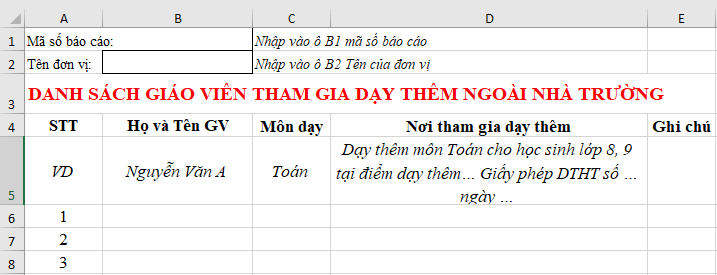 A B C D E
1 Mã số báo cáo: Nhập vào ô B1 mã số báo cáo
2 Tên đơn vị: Nhập vào ô B2 Tên của đơn vị
3 DANH SÁCH GIÁO VIÊN THAM GIA DẠY THÊM NGOÀI NHÀ TRƯỜNG
4 STT Họ và Tên GV Môn dạy Nơi tham gia dạy thêm Ghi chú
5 VD Nguyễn Văn A Toán Dạy thêm môn Toán cho học sinh lớp 8, 9
tại điểm dạy thêm… Giấy phép DTHT số …
ngày …
6 1
7 2
8 3